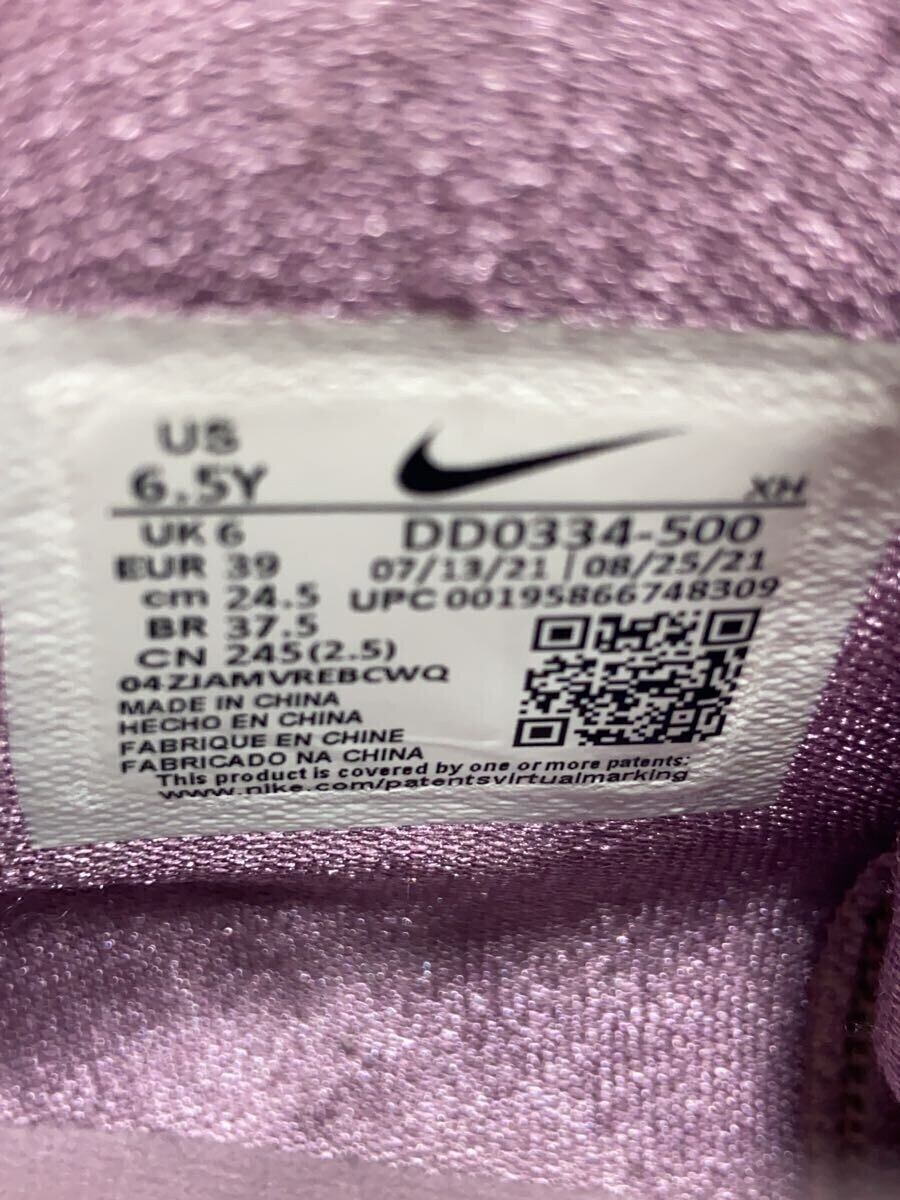 US
6.5Y
XH
UK 6
DD0334-500
EUR 39
07/13/21 | 08/25/21
cm 24.5
UPC 00195866748309
BR 37.5
CN 245(2.5)
04ZJAMVREBCWQ
MADE IN CHINA
HECHO EN CHINA
FABRIQUE EN CHINE
FABRICADO NA CHINA
This product is covered by one or more patents:
www.nike.com/patentsvirtualmarking